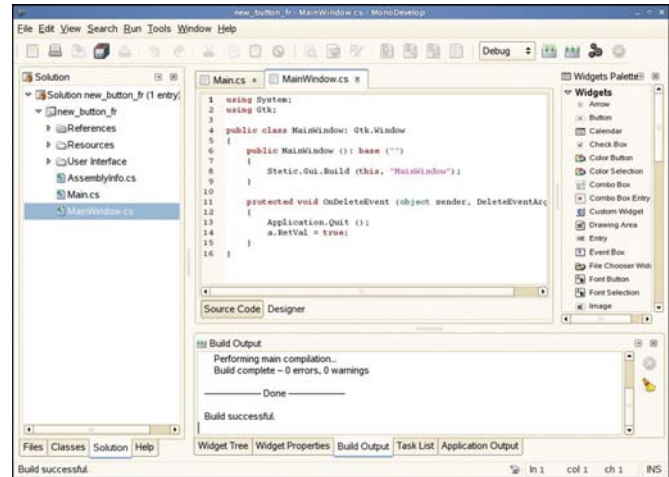 new_button_fr - MainWindow.cs - MonoDevelop
File Edit View Search Run Tools Window Help
Debug
Solution
Solution new_button_fr (1 entry)
new_button_fr
References
Resources
User Interface
AssemblyInfo.cs
Main.cs
MainWindow.cs
Files Classes Solution Help
Main.cs MainWindow.cs
1 using System;
2 using Gtk;
3
4 public class MainWindow: Gtk.Window
5 {
6 public MainWindow (): base ("")
7 {
8 Stetic.Gui.Build (this, "MainWindow");
9 }
10
11 protected void OnDeleteEvent (object sender, DeleteEventArg
12 {
13 Application.Quit ();
14 a.RetVal = true;
15 }
16 }
Source Code Designer
Widgets Palette
Widgets
Arrow
Button
Calendar
Check Box
Color Button
Color Selection
Combo Box
Combo Box Entry
Custom Widget
Drawing Area
Entry
Event Box
File Chooser Wid
Font Button
Font Selection
Image
Build Output
Performing main compilation...
Build complete -- 0 errors, 0 warnings
---------------------- Done ----------------------
Build successful.
Widget Tree Widget Properties Build Output Task List Application Output
Build successful.
ln 1 col 1 ch 1 INS